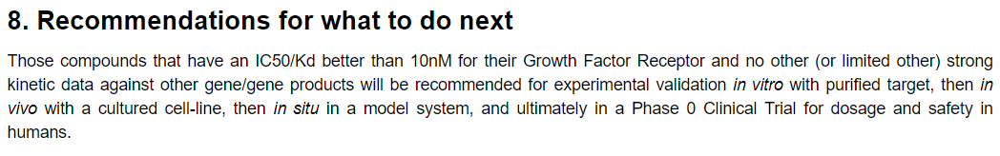 8. Recommendations for what to do next
Those compounds that have an IC50/Kd better than 10nM for their Growth Factor Receptor and no other (or limited other) strong
kinetic data against other gene/gene products will be recommended for experimental validation in vitro with purified target, then in
vivo with a cultured cell-line, then in situ in a model system, and ultimately in a Phase 0 Clinical Trial for dosage and safety in
humans.